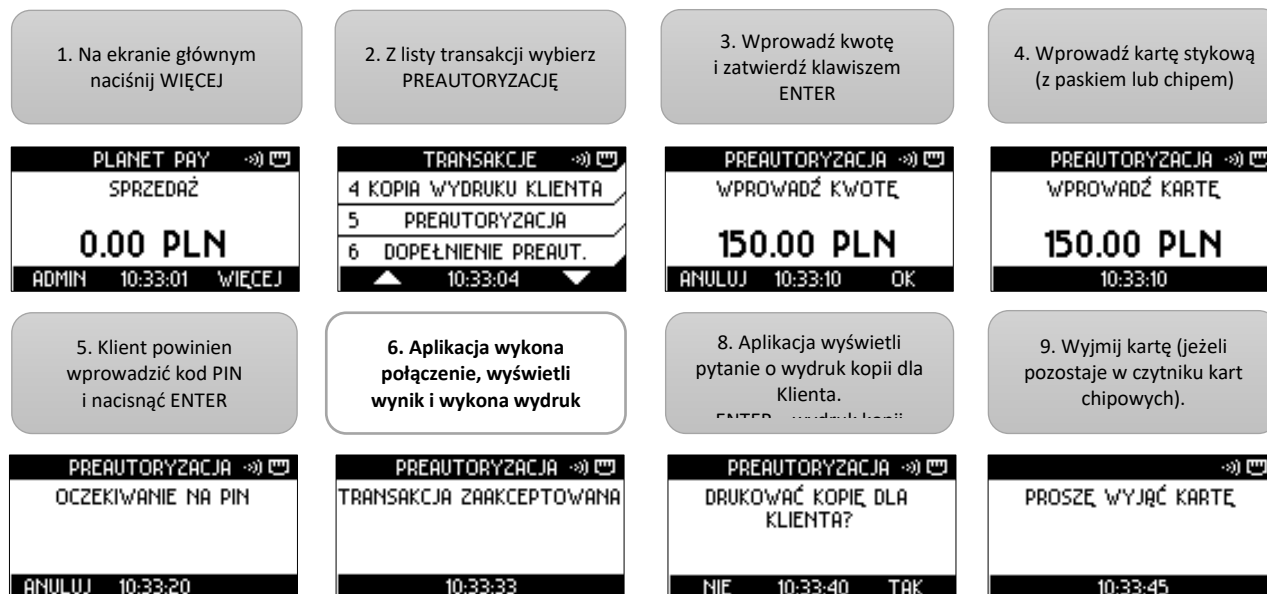 1. Na ekranie głównym
naciśnij WIĘCEJ
2. Z listy transakcji wybierz
PREAUTORYZACJĘ
3. Wprowadź kwotę
i zatwierdź klawiszem
ENTER
4. Wprowadź kartę stykową
(z paskiem lub chipem)
PLANET PAY
SPRZEDAŻ
0.00 PLN
ADMIN 10:33:01 WIĘCEJ
TRANSAKCJE
4 KOPIA WYDRUKU KLIENTA
5 PREAUTORYZACJA
6 DOPEŁNIENIE PREAUT.
10:33:04
PREAUTORYZACJA
WPROWADŹ KWOTĘ
150.00 PLN
ANULUJ 10:33:10 OK
PREAUTORYZACJA
WPROWADŹ KARTĘ
150.00 PLN
10:33:10
5. Klient powinien
wprowadzić kod PIN
i nacisnąć ENTER
6. Aplikacja wykona
połączenie, wyświetli
wynik i wykona wydruk
8. Aplikacja wyświetli
pytanie o wydruk kopii dla
Klienta.
ENTER – wydruk kopii
9. Wyjmij kartę (jeżeli
pozostaje w czytniku kart
chipowych).
PREAUTORYZACJA
OCZEKIWANIE NA PIN
ANULUJ 10:33:20
PREAUTORYZACJA
TRANSAKCJA ZAAKCEPTOWANA
10:33:33
PREAUTORYZACJA
DRUKOWAĆ KOPIĘ DLA
KLIENTA?
NIE 10:33:40 TAK
PROSZĘ WYJĄĆ KARTĘ
10:33:45